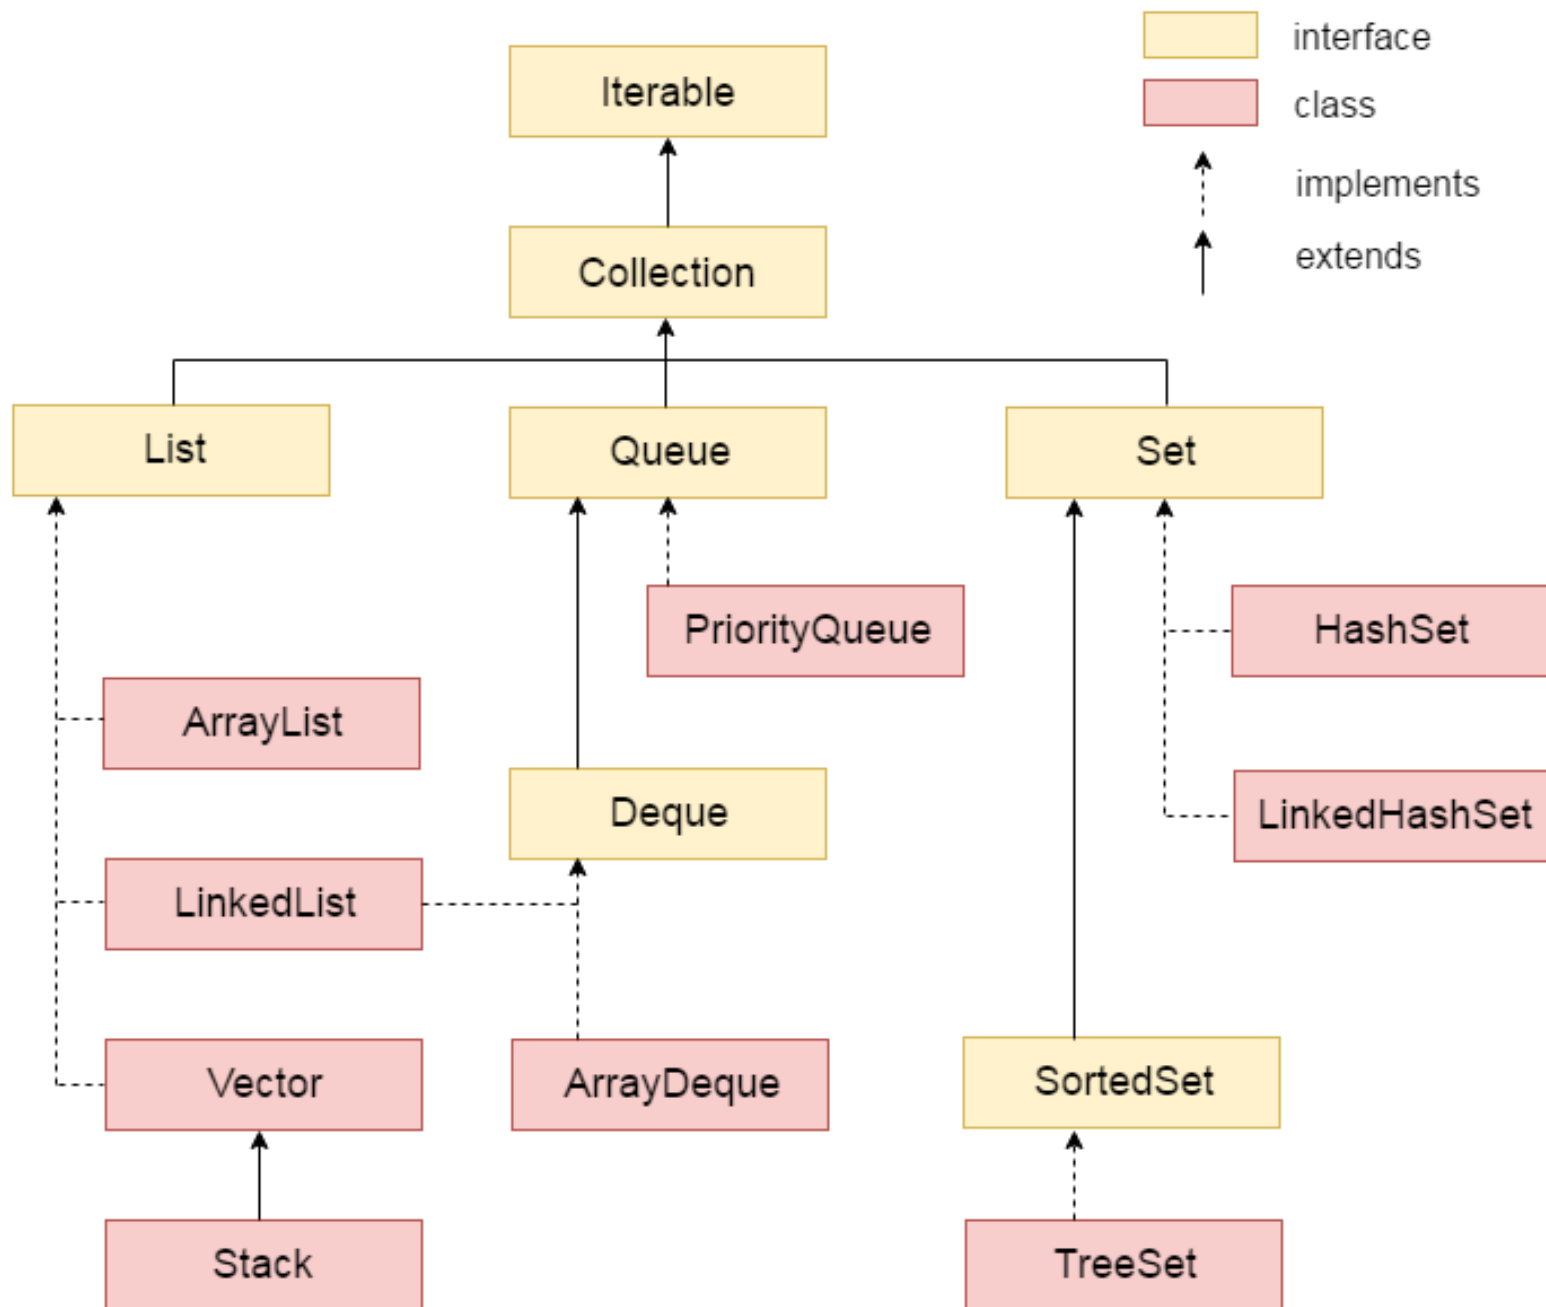 interface
Iterable
class
implements
extends
Collection
List
Queue
Set
PriorityQueue
HashSet
ArrayList
Deque
LinkedHashSet
LinkedList
Vector
ArrayDeque
SortedSet
Stack
TreeSet